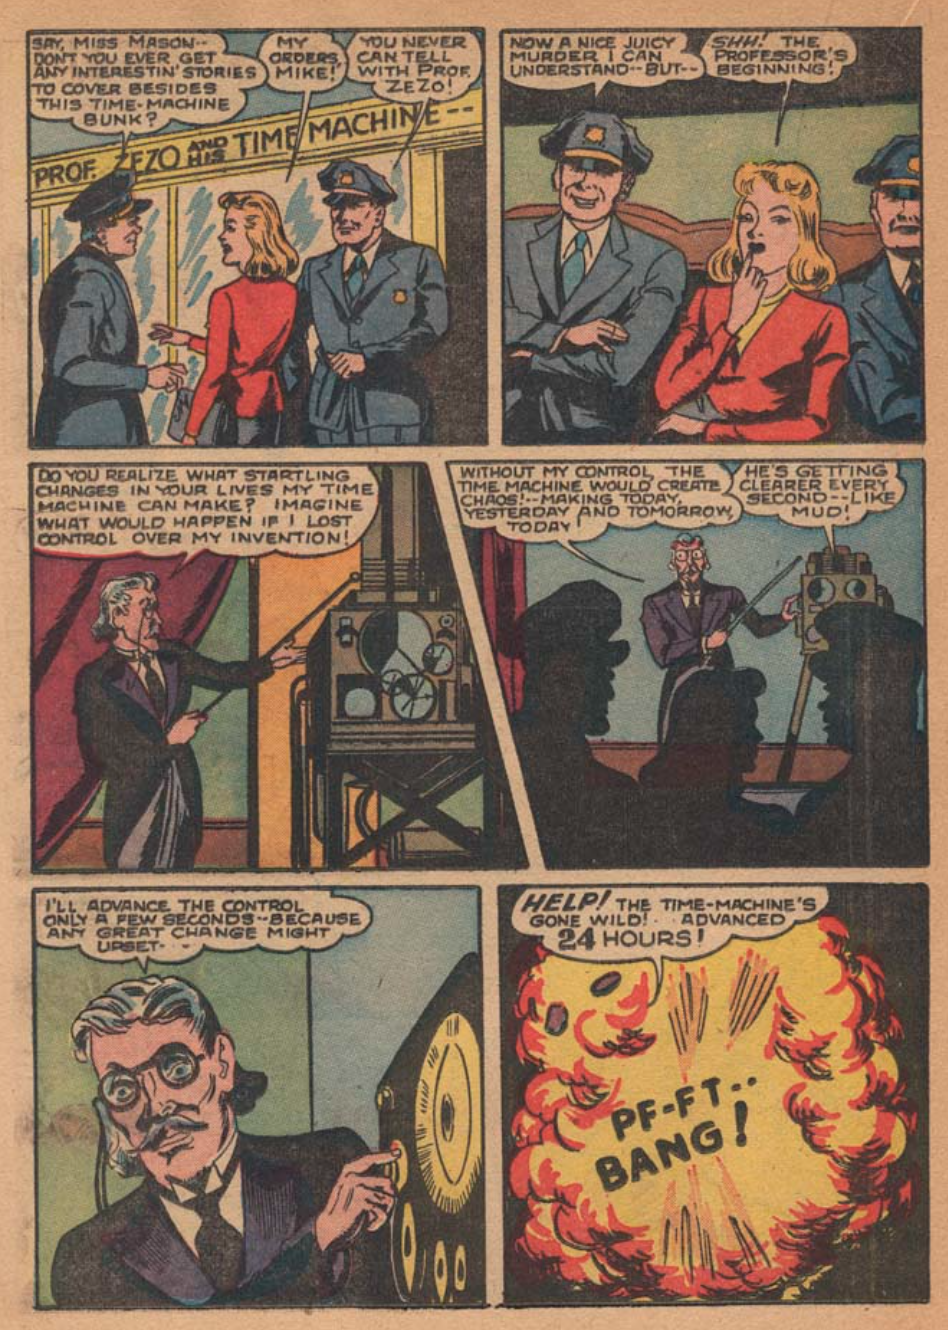 SAY, MISS MASON--
DON'T YOU EVER GET
ANY INTERESTIN' STORIES
TO COVER BESIDES
THIS TIME-MACHINE
BUNK?
MY
ORDERS,
MIKE!
YOU NEVER
CAN TELL
WITH PROF.
ZEZO!
PROF. ZEZO AND HIS TIME MACHINE--
NOW A NICE JUICY
MURDER I CAN
UNDERSTAND--BUT--
SHH! THE
PROFESSOR'S
BEGINNING!
DO YOU REALIZE WHAT STARTLING
CHANGES IN YOUR LIVES MY TIME
MACHINE CAN MAKE? IMAGINE
WHAT WOULD HAPPEN IF I LOST
CONTROL OVER MY INVENTION!
WITHOUT MY CONTROL, THE
TIME MACHINE WOULD CREATE
CHAOS!--MAKING TODAY,
YESTERDAY AND TOMORROW,
TODAY!
HE'S GETTING
CLEARER EVERY
SECOND--LIKE
MUD!
I'LL ADVANCE THE CONTROL
ONLY A FEW SECONDS--BECAUSE
ANY GREAT CHANGE MIGHT
UPSET- -
HELP! THE TIME-MACHINE'S
GONE WILD! . ADVANCED
24 HOURS!
PF-FT--
BANG!